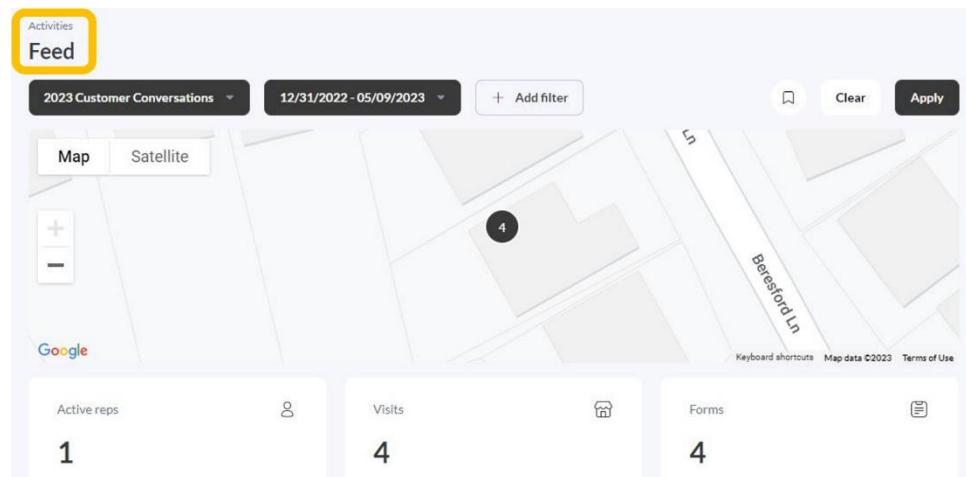 Activities
Feed
2023 Customer Conversations
12/31/2022 - 05/09/2023
+ Add filter
Clear
Apply
Map
Satellite
Ln
4
Beresford Ln
Google
Keyboard shortcuts
Map data ©2023
Terms of Use
Active reps
Visits
Forms
1
4
4